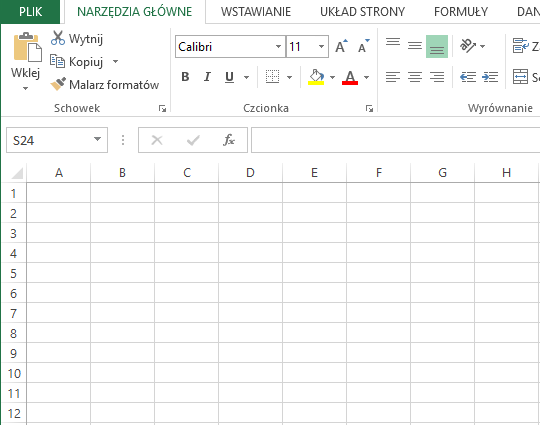 PLIK NARZĘDZIA GŁÓWNE WSTAWIANIE UKŁAD STRONY FORMUŁY DAN
Wklej
Wytnij
Kopiuj
Malarz formatów
Schowek
Calibri 11
B I U A
Czcionka
Wyrównanie
S24 fx
A B C D E F G H
1
2
3
4
5
6
7
8
9
10
11
12